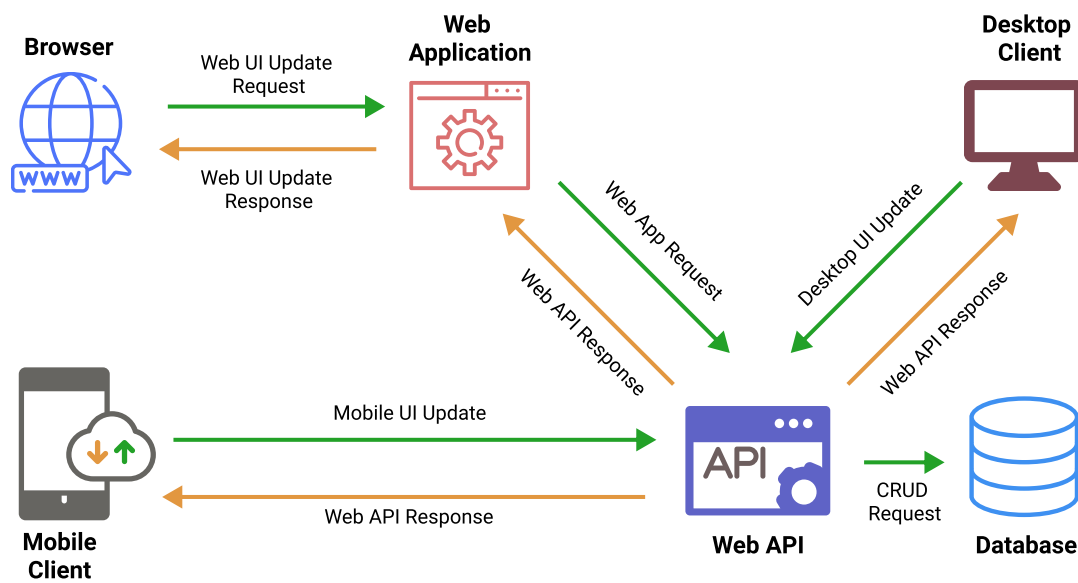 Browser
WWW
Web UI Update
Request
Web UI Update
Response
Web
Application
Desktop
Client
Web App Request
Web API Response
Desktop UI Update
Web API Response
Mobile UI Update
Web API Response
Mobile
Client
API
Web API
CRUD
Request
Database